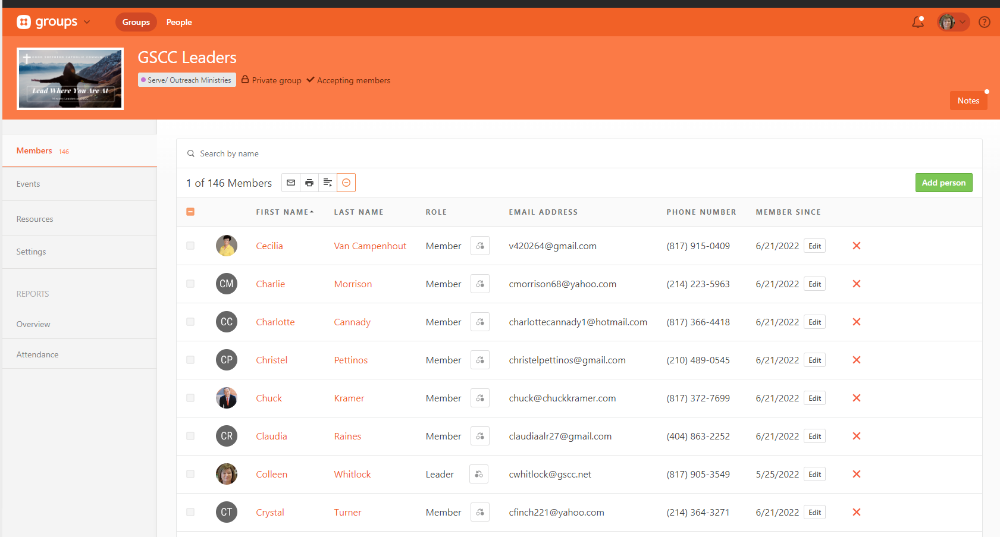 groups
Groups
People
GOOD SHEPHERD CATHOLIC COMMUNITY
Lead Where You Are At
Ministry Leaders at GSCC
GSCC Leaders
Serve/ Outreach Ministries
Private group
Accepting members
Notes
Members 146
Events
Resources
Settings
REPORTS
Overview
Attendance
Search by name
1 of 146 Members
Add person
FIRST NAME LAST NAME ROLE EMAIL ADDRESS PHONE NUMBER MEMBER SINCE
Cecilia Van Campenhout Member v420264@gmail.com (817) 915-0409 6/21/2022 Edit
CM Charlie Morrison Member cmorrison68@yahoo.com (214) 223-5963 6/21/2022 Edit
CC Charlotte Cannady Member charlottecannady1@hotmail.com (817) 366-4418 6/21/2022 Edit
CP Christel Pettinos Member christelpettinos@gmail.com (210) 489-0545 6/21/2022 Edit
Chuck Kramer Member chuck@chuckkramer.com (817) 372-7699 6/21/2022 Edit
CR Claudia Raines Member claudiaalr27@gmail.com (404) 863-2252 6/21/2022 Edit
Colleen Whitlock Leader cwhitlock@gscc.net (817) 905-3549 5/25/2022 Edit
CT Crystal Turner Member cfinch221@yahoo.com (214) 364-3271 6/21/2022 Edit